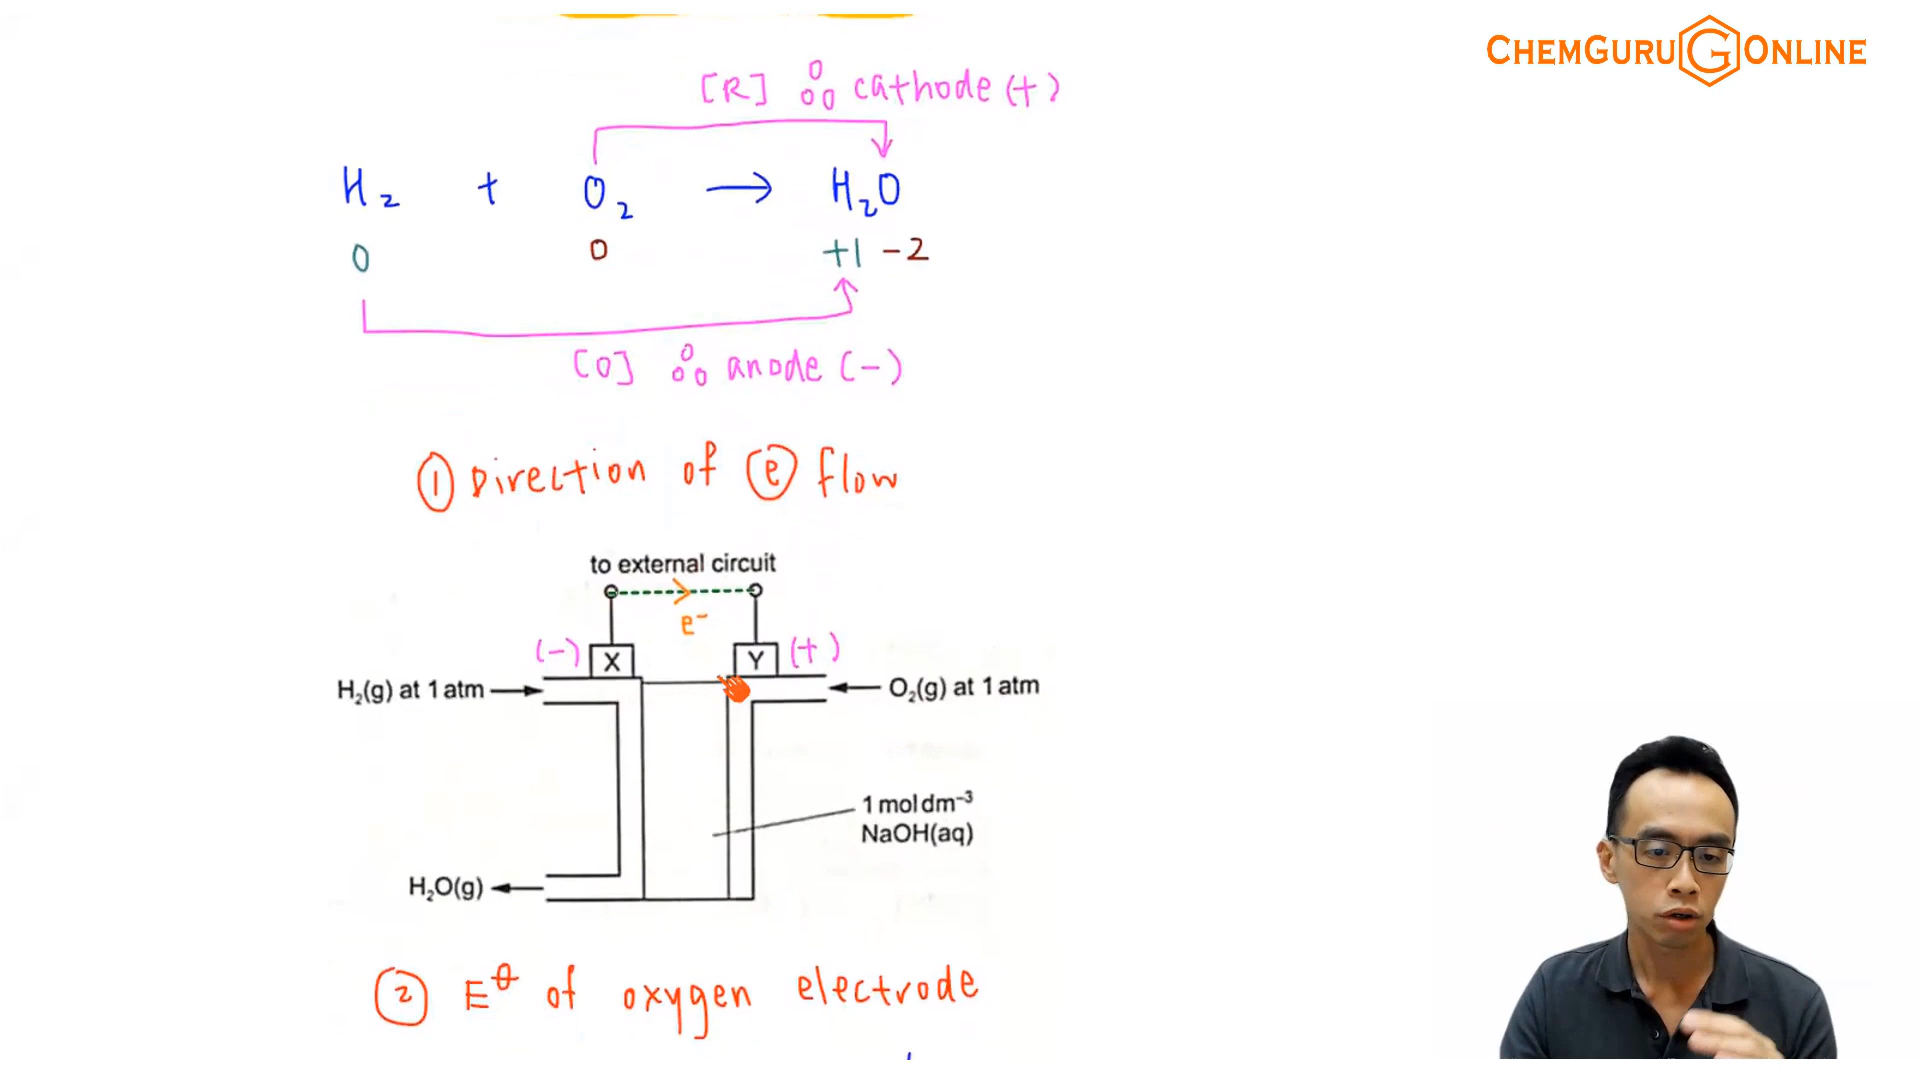 CHEMGURU G ONLINE
[R] ∴ cathode (+)
H₂ + O₂ → H₂O
0 0 +1 -2
[O] ∴ anode (-)
① Direction of ⓔ flow
to external circuit
e⁻
(-) X Y (+)
H₂(g) at 1 atm O₂(g) at 1 atm
1 mol dm⁻³
NaOH(aq)
H₂O(g)
② E^θ of oxygen electrode